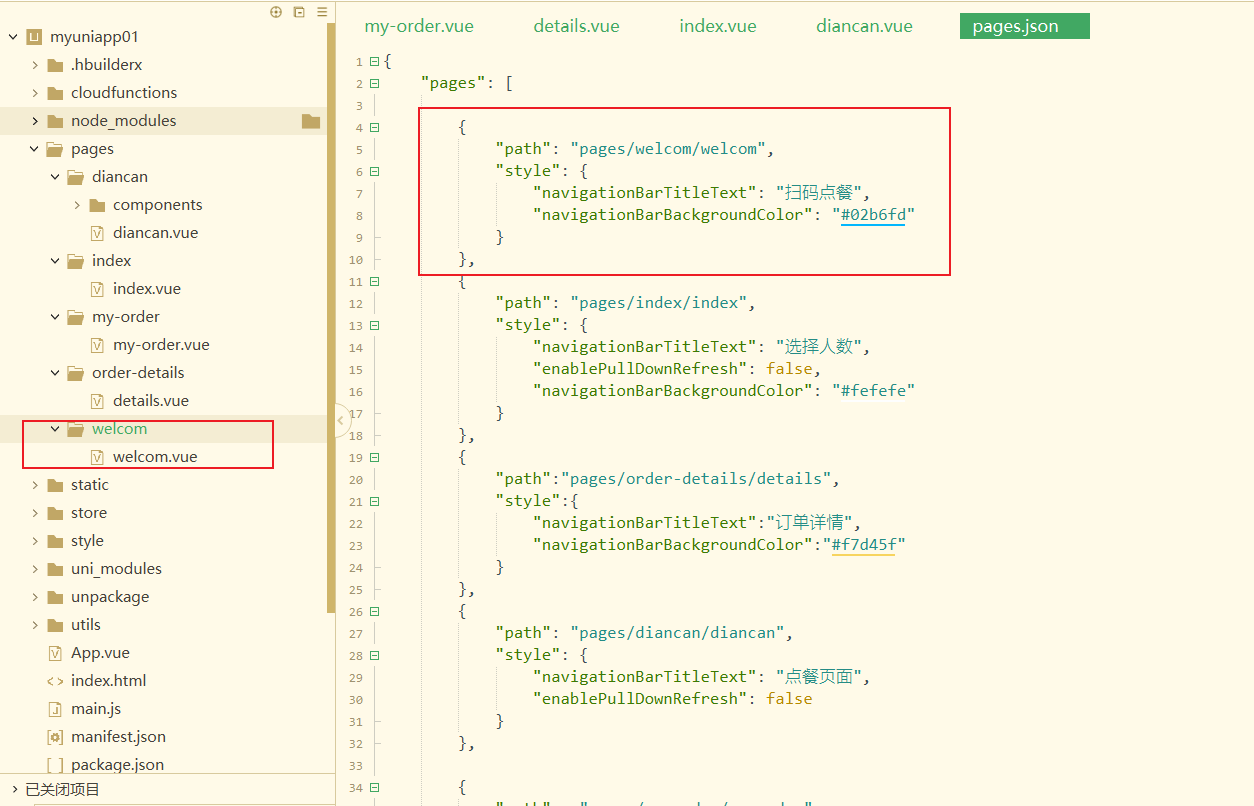 myuniapp01
.hbuilderx
cloudfunctions
node_modules
pages
diancan
components
diancan.vue
index
index.vue
my-order
my-order.vue
order-details
details.vue
welcom
welcom.vue
static
store
style
uni_modules
unpackage
utils
App.vue
index.html
main.js
manifest.json
package.json
已关闭项目
my-order.vue details.vue index.vue diancan.vue pages.json
1 {
2 "pages": [
3
4 {
5 "path": "pages/welcom/welcom",
6 "style": {
7 "navigationBarTitleText": "扫码点餐",
8 "navigationBarBackgroundColor": "#02b6fd"
9 }
10 },
11 {
12 "path": "pages/index/index",
13 "style": {
14 "navigationBarTitleText": "选择人数",
15 "enablePullDownRefresh": false,
16 "navigationBarBackgroundColor": "#fefefe"
17 }
18 },
19 {
20 "path":"pages/order-details/details",
21 "style":{
22 "navigationBarTitleText":"订单详情",
23 "navigationBarBackgroundColor":"#f7d45f"
24 }
25 },
26 {
27 "path": "pages/diancan/diancan",
28 "style": {
29 "navigationBarTitleText": "点餐页面",
30 "enablePullDownRefresh": false
31 }
32 },
33
34 {